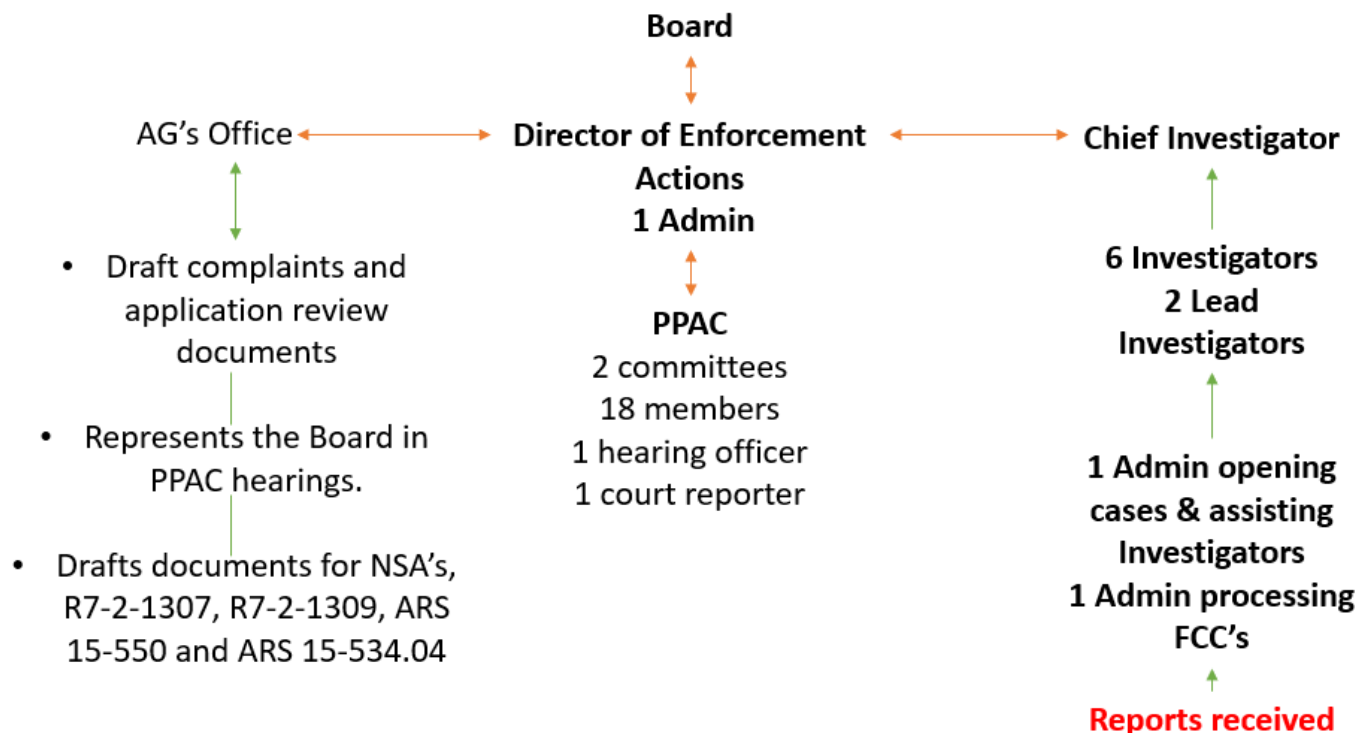 Board
AG's Office
Director of Enforcement
Actions
1 Admin
Chief Investigator
• Draft complaints and
application review
documents
• Represents the Board in
PPAC hearings.
• Drafts documents for NSA's,
R7-2-1307, R7-2-1309, ARS
15-550 and ARS 15-534.04
PPAC
2 committees
18 members
1 hearing officer
1 court reporter
6 Investigators
2 Lead
Investigators
1 Admin opening
cases & assisting
Investigators
1 Admin processing
FCC's
Reports received